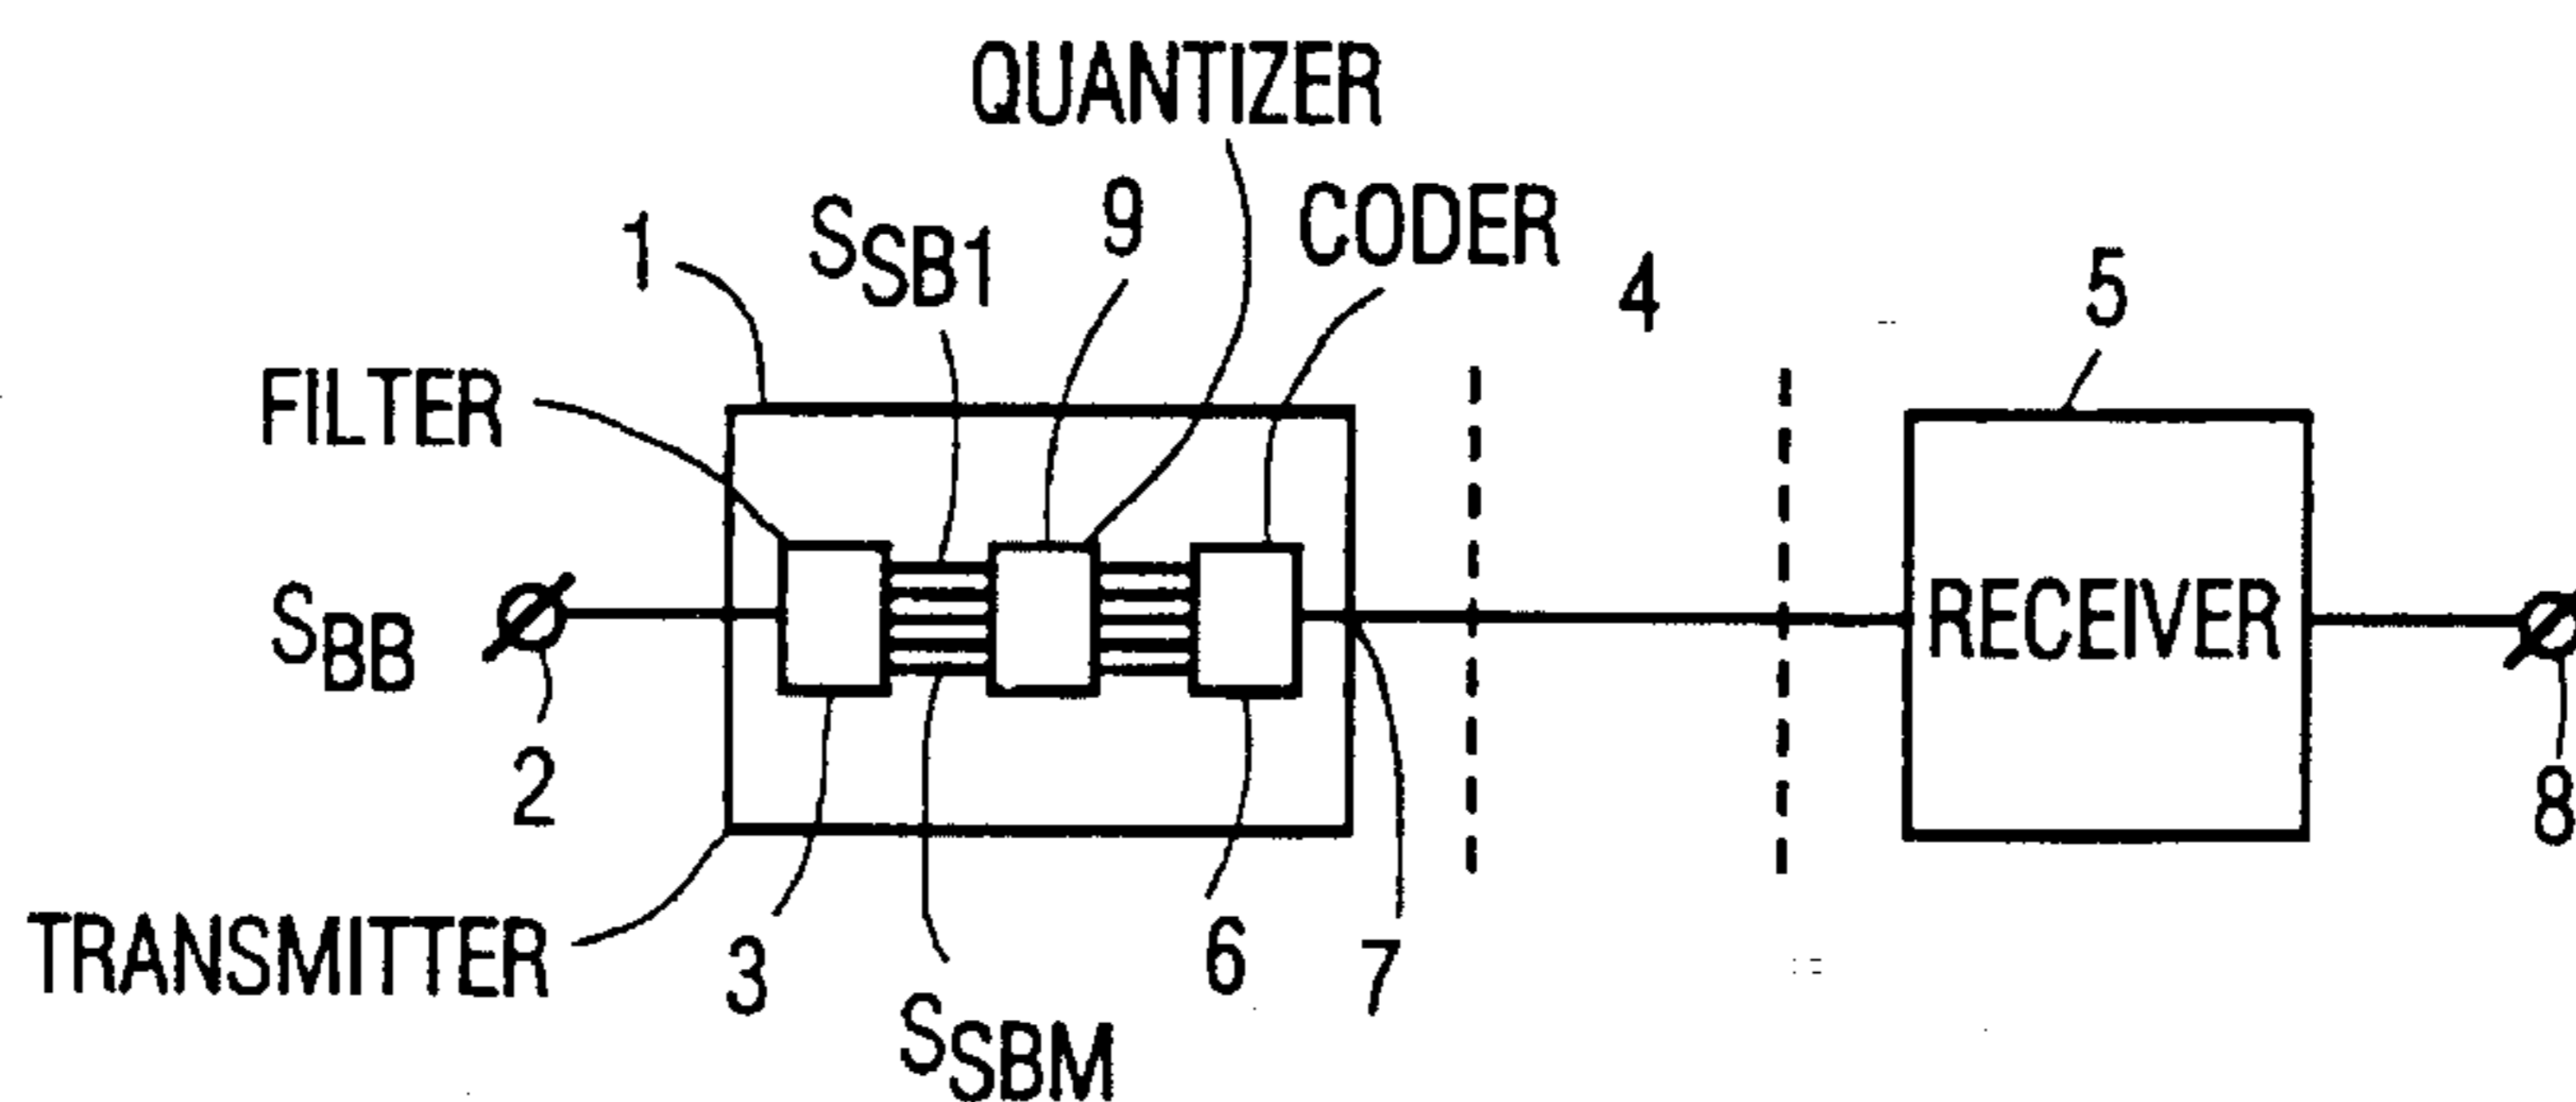 QUANTIZER
1
SSB1
9
CODER
4
5
FILTER
SBB
RECEIVER
2
8
TRANSMITTER
3
6
7
SSBM